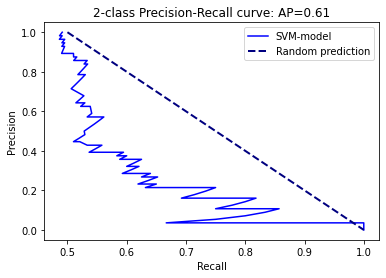 2-class Precision-Recall curve: AP=0.61
SVM-model
Random prediction
Precision
1.0
0.8
0.6
0.4
0.2
0.0
0.5
0.6
0.7
0.8
0.9
1.0
Recall